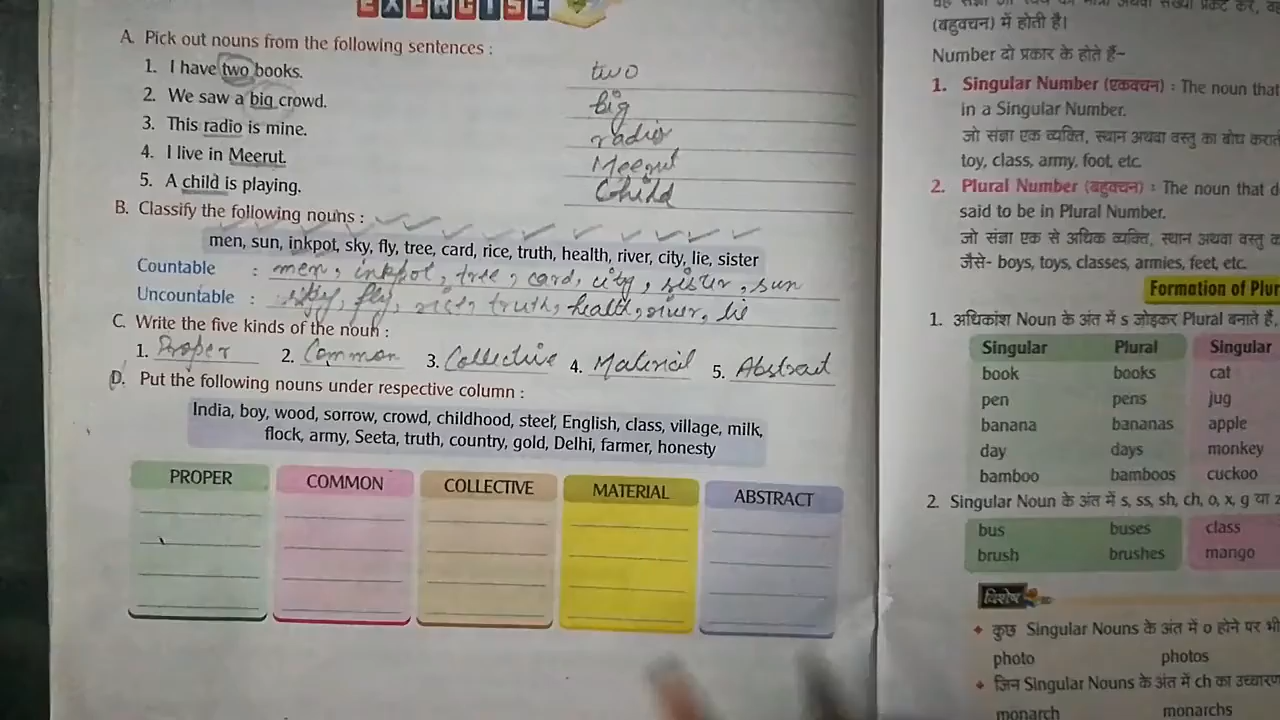 EXERCISE
A. Pick out nouns from the following sentences :
1. I have two books. two
2. We saw a big crowd. big
3. This radio is mine. radio
4. I live in Meerut. Meerut
5. A child is playing. Child
B. Classify the following nouns :
men, sun, inkpot, sky, fly, tree, card, rice, truth, health, river, city, lie, sister
Countable : men, inkpot, tree, card, city, sister, sun
Uncountable : sky, fly, rice, truth, health, river, lie
C. Write the five kinds of the noun :
1. Proper 2. Common 3. Collective 4. Material 5. Abstract
D. Put the following nouns under respective column :
India, boy, wood, sorrow, crowd, childhood, steel, English, class, village, milk,
flock, army, Seeta, truth, country, gold, Delhi, farmer, honesty
PROPER COMMON COLLECTIVE MATERIAL ABSTRACT
(बहुवचन) में होती है।
Number दो प्रकार के होते हैं–
1. Singular Number (एकवचन) : The noun that
in a Singular Number.
जो संज्ञा एक व्यक्ति, स्थान अथवा वस्तु का बोध
toy, class, army, foot, etc.
2. Plural Number (बहुवचन) : The noun that d
said to be in Plural Number.
जो संज्ञा एक से अधिक व्यक्ति, स्थान अथवा वस्तु
जैसे- boys, toys, classes, armies, feet, etc.
Formation of Plur
1. अधिकांश Noun के अंत में s जोड़कर Plural बनाते हैं,
Singular Plural Singular
book books cat
pen pens jug
banana bananas apple
day days monkey
bamboo bamboos cuckoo
2. Singular Noun के अंत में s, ss, sh, ch, o, x, g या z
bus buses class
brush brushes mango
विशेष
कुछ Singular Nouns के अंत में o होने पर भी
photo photos
जिन Singular Nouns के अंत में ch का उच्चारण
monarch monarchs